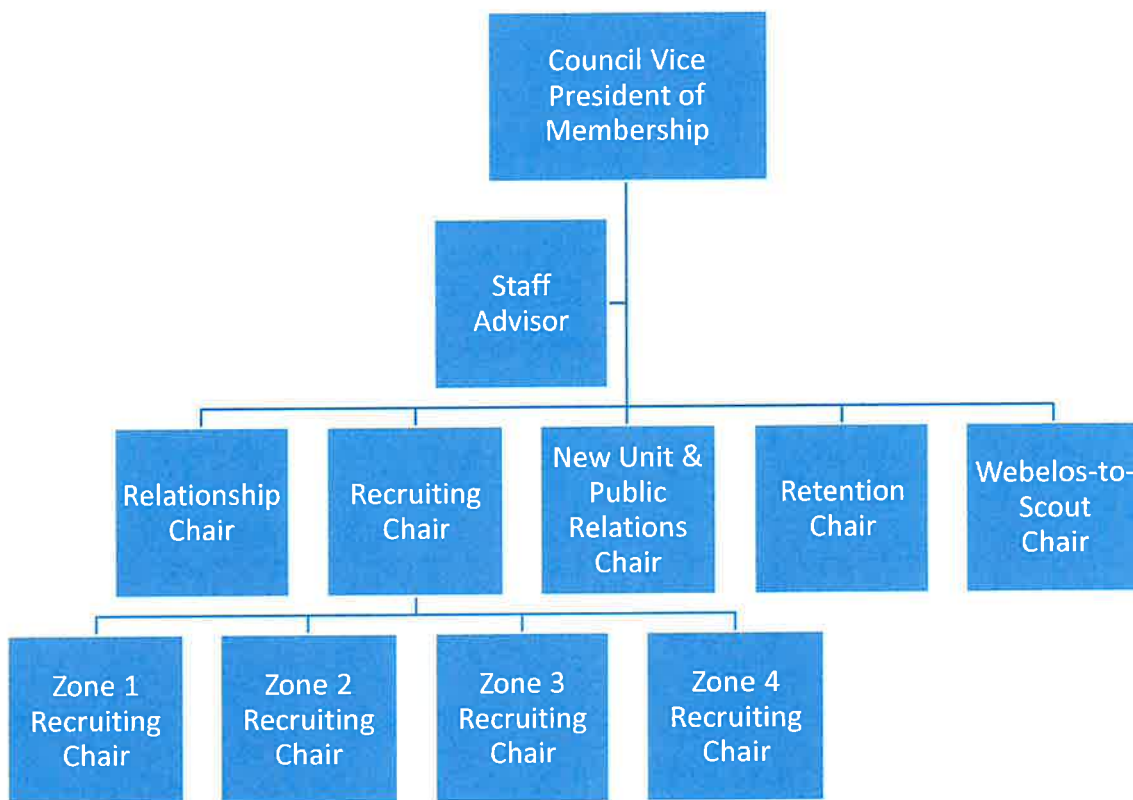 Council Vice
President of
Membership
Staff
Advisor
Relationship
Chair
Recruiting
Chair
New Unit &
Public
Relations
Chair
Retention
Chair
Webelos-to-
Scout
Chair
Zone 1
Recruiting
Chair
Zone 2
Recruiting
Chair
Zone 3
Recruiting
Chair
Zone 4
Recruiting
Chair